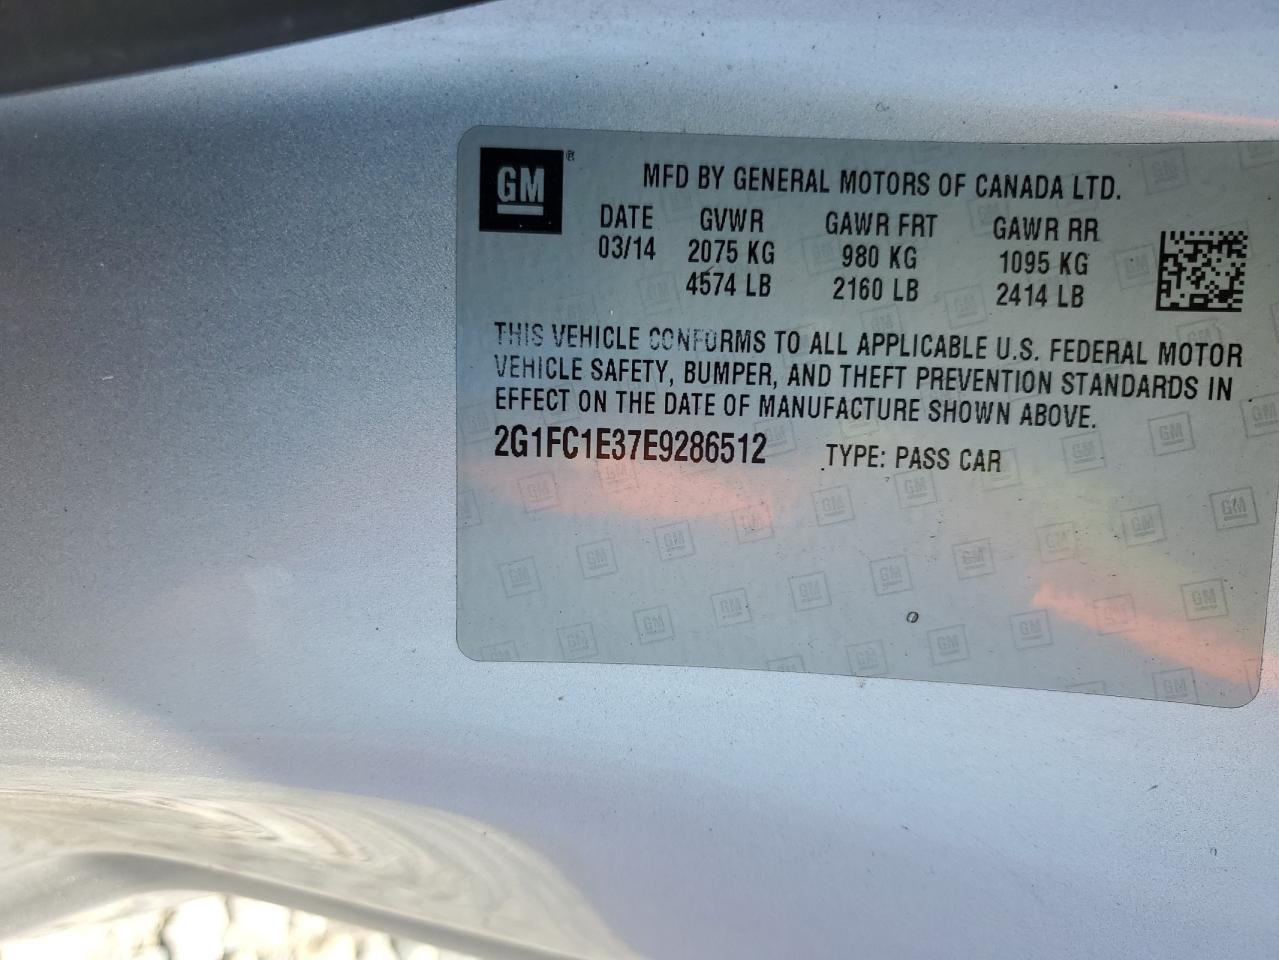 GM ®
MFD BY GENERAL MOTORS OF CANADA LTD.
DATE GVWR GAWR FRT GAWR RR
03/14 2075 KG 980 KG 1095 KG
4574 LB 2160 LB 2414 LB
THIS VEHICLE CONFORMS TO ALL APPLICABLE U.S. FEDERAL MOTOR
VEHICLE SAFETY, BUMPER, AND THEFT PREVENTION STANDARDS IN
EFFECT ON THE DATE OF MANUFACTURE SHOWN ABOVE.
2G1FC1E37E9286512 TYPE: PASS CAR